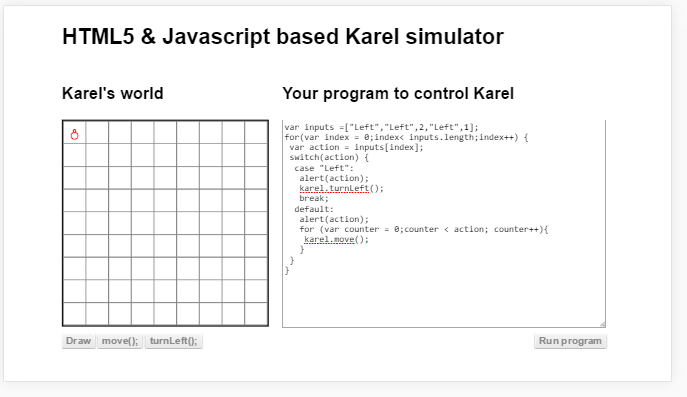 HTML5 & Javascript based Karel simulator
Karel's world
Your program to control Karel
var inputs =["Left","Left",2,"Left",1];
for(var index = 0;index< inputs.length;index++) {
var action = inputs[index];
switch(action) {
case "Left":
alert(action);
karel.turnLeft();
break;
default:
alert(action);
for (var counter = 0;counter < action; counter++){
karel.move();
}
}
}
Draw move(); turnLeft(); Run program